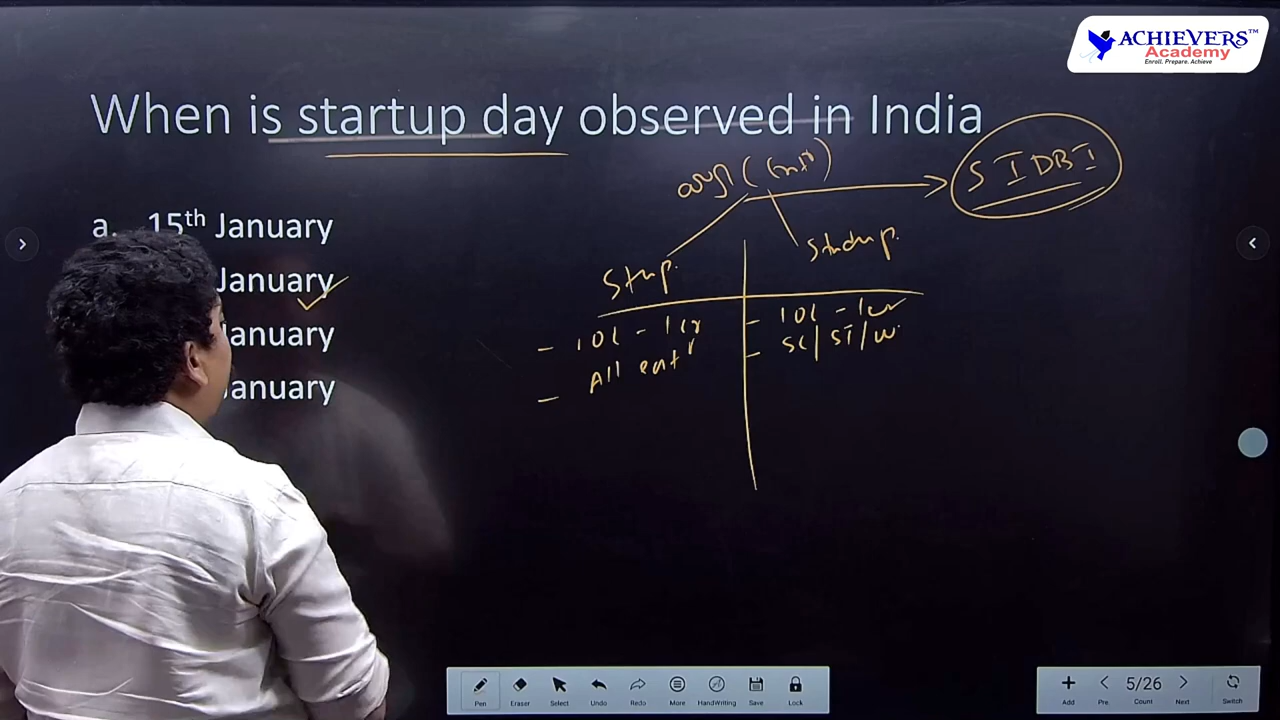 ACHIEVERS™
Academy
Enroll. Prepare. Achieve
When is startup day observed in India
a. 15th January
January
January
January
SIDBI
Stup.
Standup.
- 10L - 1cr
- All entr
- 10L - 1cr
- SC/ST/W.
Pen
Eraser
Select
Undo
Redo
More
HandWriting
Save
Lock
Add
Pre
5/26
Count
Next
Switch